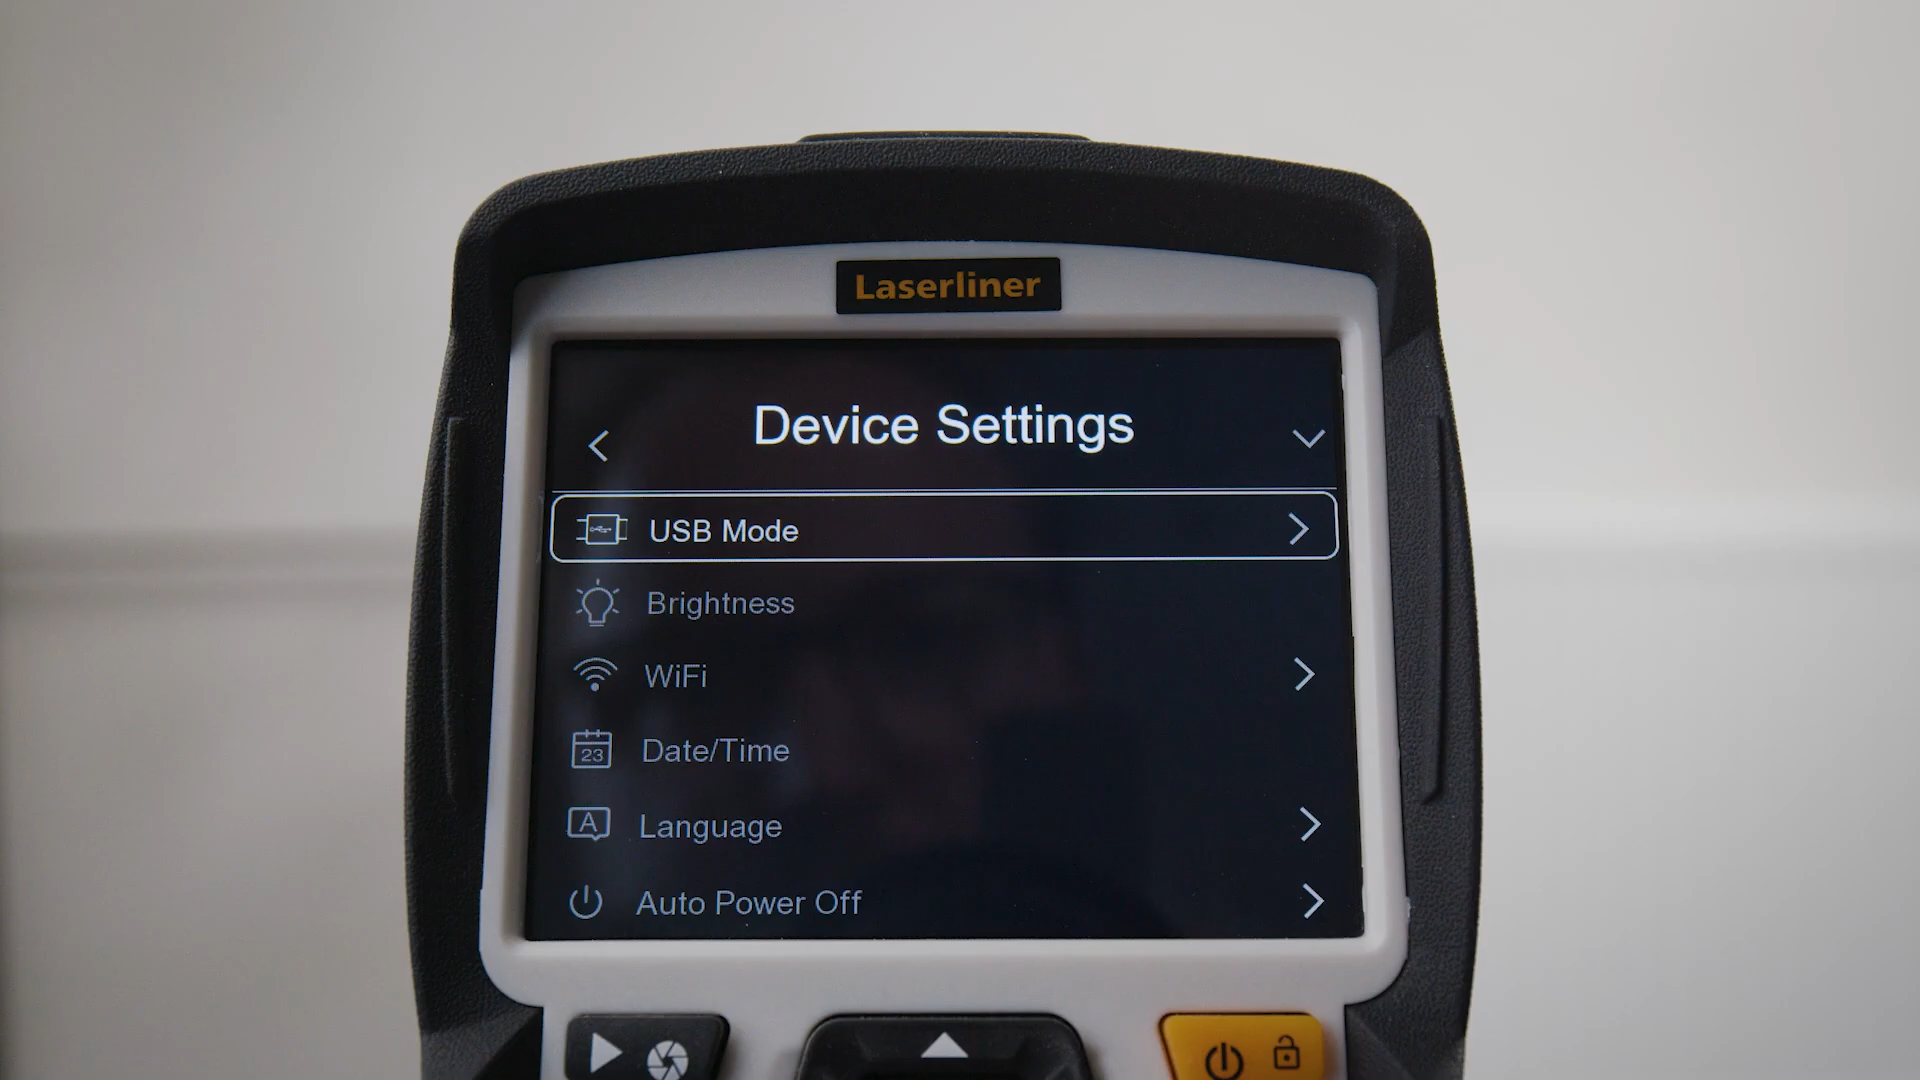 Laserliner
Device Settings
USB Mode
Brightness
WiFi
23
Date/Time
A
Language
Auto Power Off